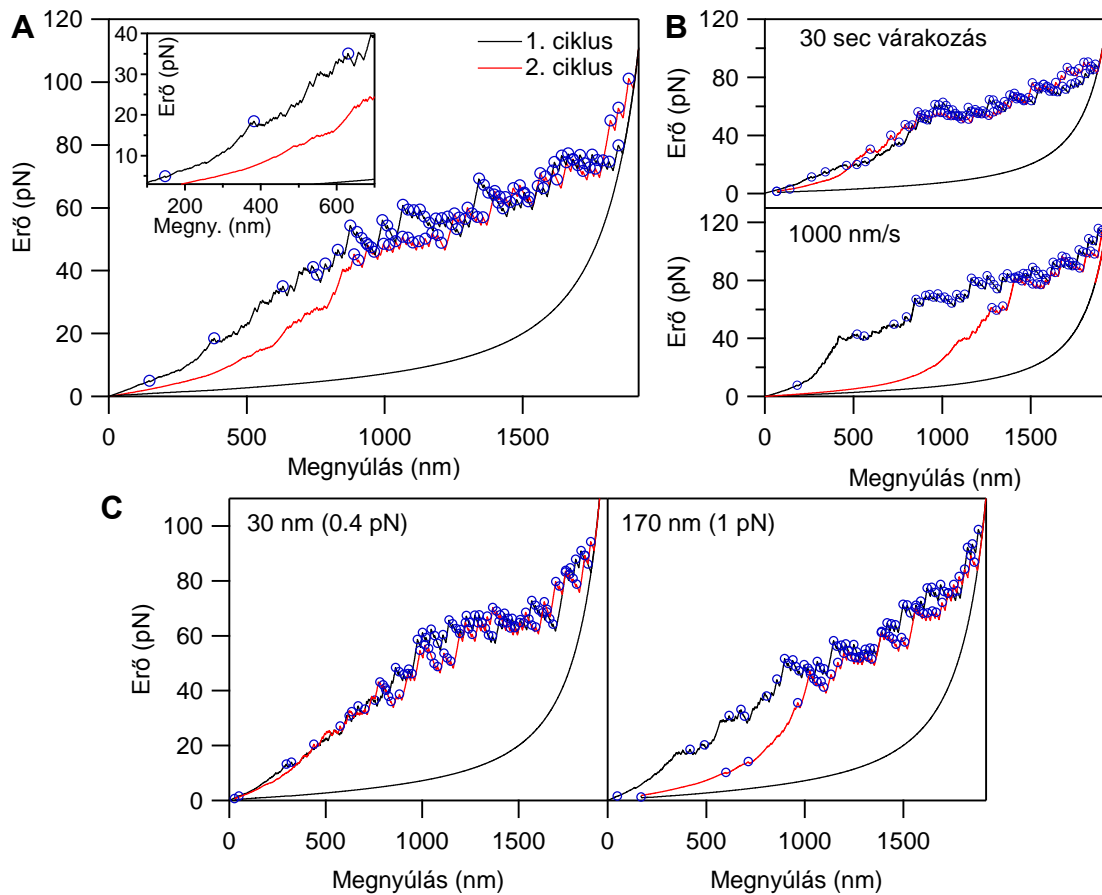 A
120
100
80
60
40
20
0
Erő (pN)
0
500
1000
1500
Megnyúlás (nm)
1. ciklus
2. ciklus
40
30
20
10
Erő (pN)
200
400
600
Megny. (nm)
B
30 sec várakozás
120
80
40
0
Erő (pN)
1000 nm/s
120
80
40
0
Erő (pN)
0
500
1000
1500
Megnyúlás (nm)
C
30 nm (0.4 pN)
170 nm (1 pN)
100
80
60
40
20
0
Erő (pN)
0
500
1000
1500
0
500
1000
1500
Megnyúlás (nm)
Megnyúlás (nm)